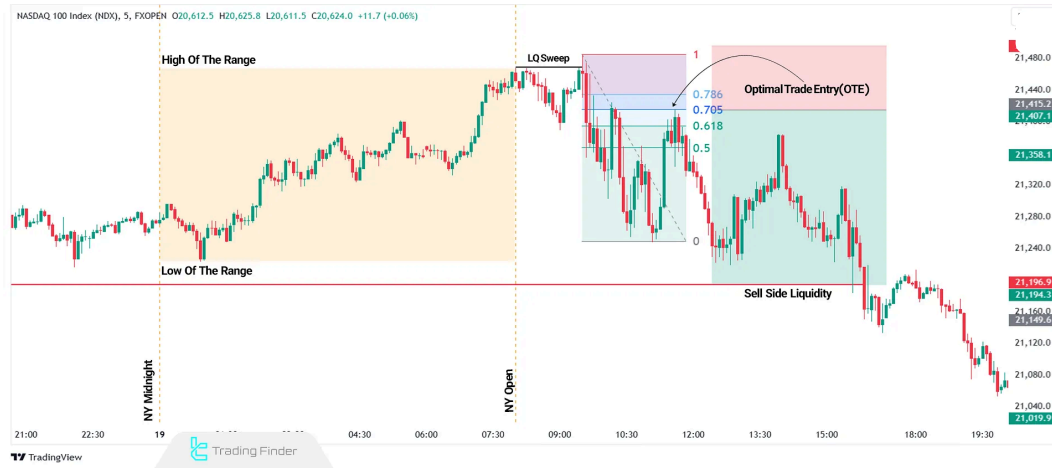 NASDAQ 100 Index (NDX), 5, FXOPEN O20,612.5 H20,625.8 L20,611.5 C20,624.0 +11.7 (+0.06%)
High Of The Range
LQ Sweep
1
0.786
0.705
0.618
0.5
0
Optimal Trade Entry(OTE)
Low Of The Range
Sell Side Liquidity
NY Midnight
NY Open
21,480.0
21,440.0
21,415.2
21,407.1
21,358.1
21,320.0
21,280.0
21,240.0
21,196.9
21,194.3
21,149.6
21,120.0
21,080.0
21,040.0
21,019.9
21:00 22:30 19 04:30 06:00 07:30 09:00 10:30 12:00 13:30 15:00 18:00 19:30
Trading Finder
TradingView